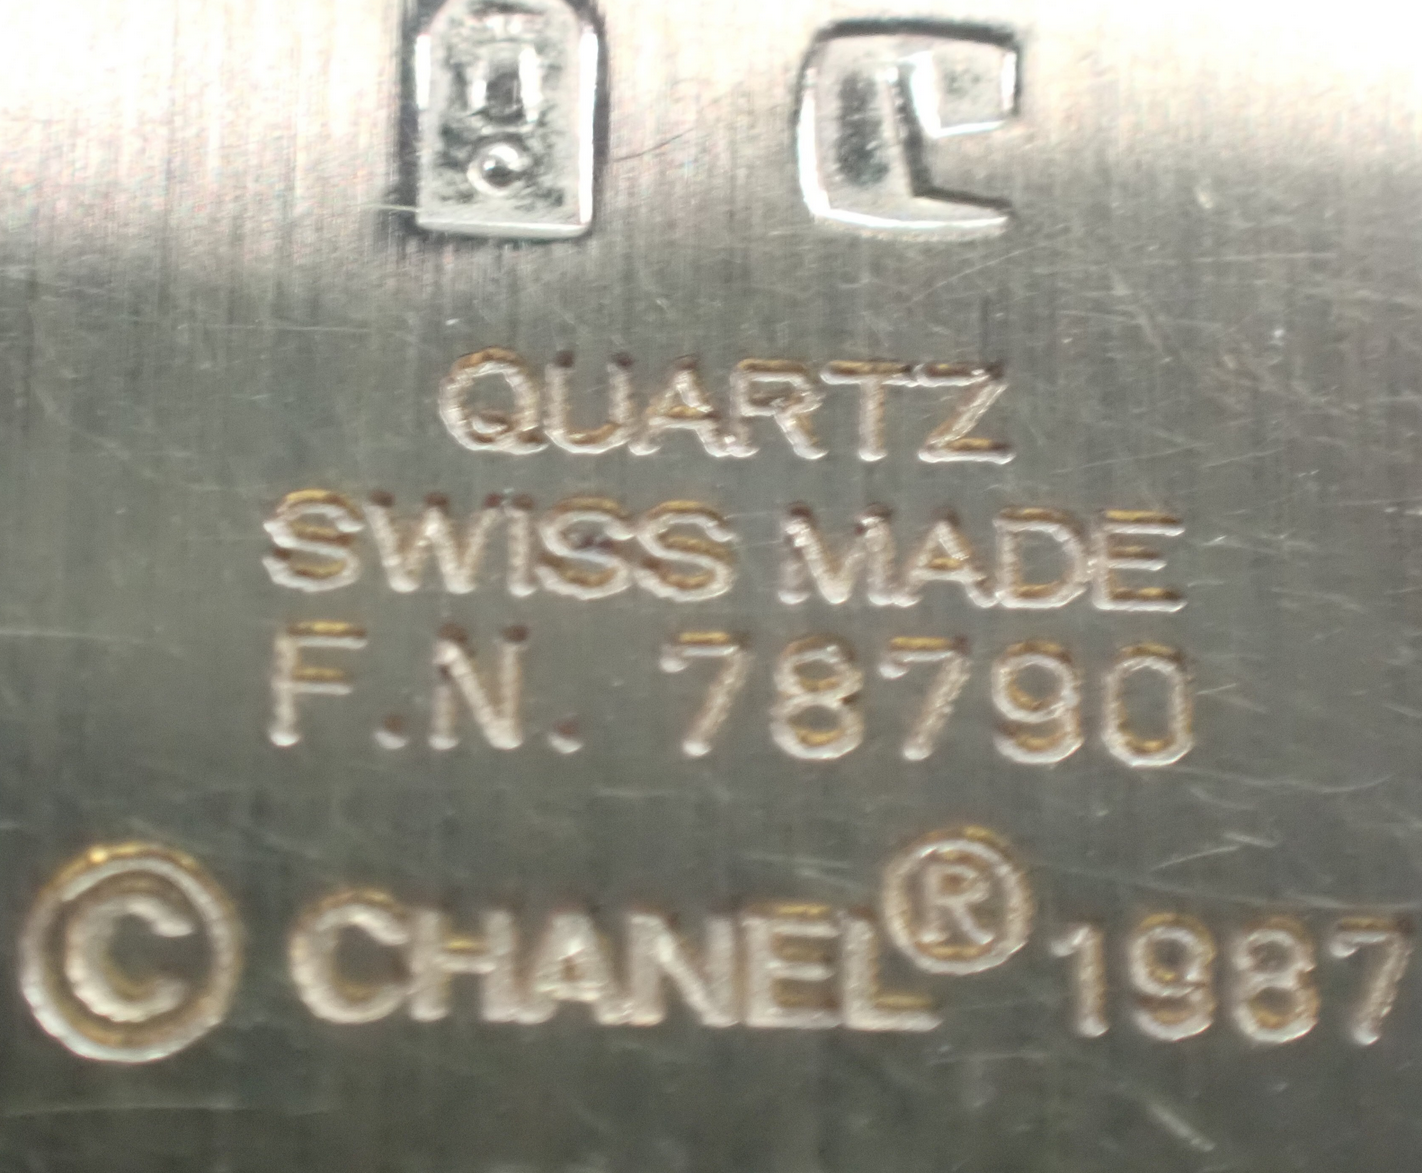 QUARTZ
SWISS MADE
F.N. 78790
© CHANEL® 1987